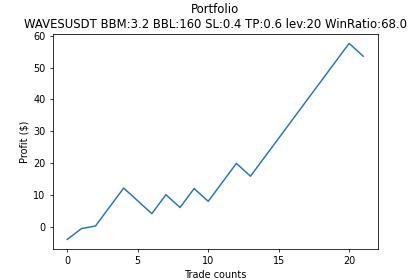 Portfolio
WAVESUSDT BBM:3.2 BBL:160 SL:0.4 TP:0.6 lev:20 WinRatio:68.0
60
50
40
30
20
10
0
Profit ($)
0 5 10 15 20
Trade counts